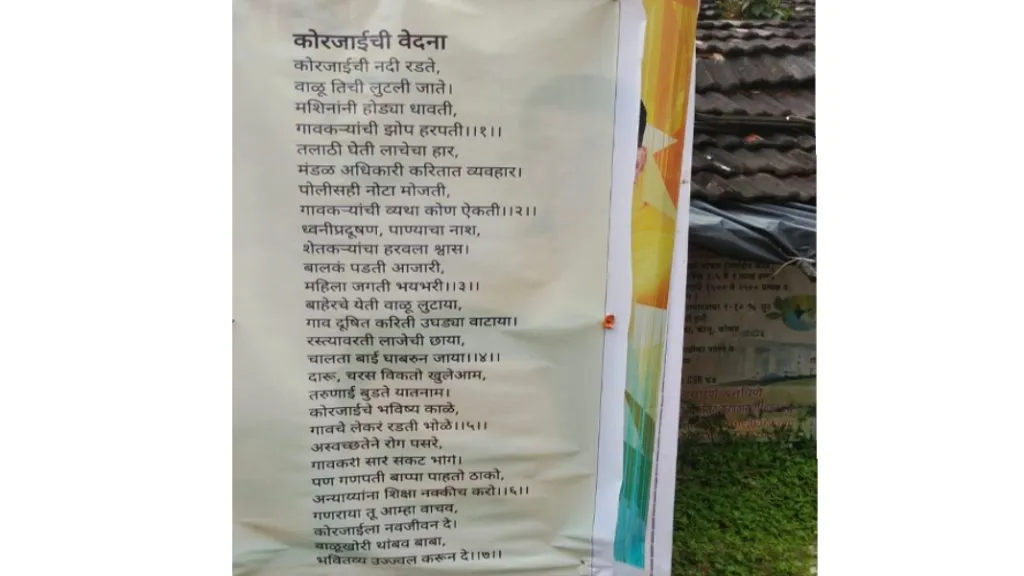 कोरजाईची वेदना
कोरजाईची नदी रडते,
वाळू तिची लुटली जाते।
मशिनांनी होड्या धावती,
गावकऱ्यांची झोप हरपती।।१।।
तलाठी घेती लाचेचा हार,
मंडळ अधिकारी करितात व्यवहार।
पोलीसही नोटा मोजती,
गावकऱ्यांची व्यथा कोण ऐकती।।२।।
ध्वनीप्रदूषण, पाण्याचा नाश,
शेतकऱ्यांचा हरवला श्वास।
बालकं पडती आजारी,
महिला जगती भयभरी।।३।।
बाहेरचे येती वाळू लुटाया,
गाव दूषित करिती उघड्या वाटाया।
रस्त्यावरती लाजेची छाया,
चालता बाई घाबरुन जाया।।४।।
दारू, चरस विकतो खुलेआम,
तरुणाई बुडते यातनाम।
कोरजाईचे भविष्य काळे,
गावचे लेकरं रडती भोळे।।५।।
अस्वच्छतेने रोग पसरे,
गावकरी सारे संकट भोगे।
पण गणपती बाप्पा पाहतो ठाको,
अन्याय्यांना शिक्षा नक्कीच करो।।६।।
गणराया तू आम्हा वाचव,
कोरजाईला नवजीवन दे।
वाळूखोरी थांबव बाबा,
भवितव्य उज्ज्वल करून दे।।७।।